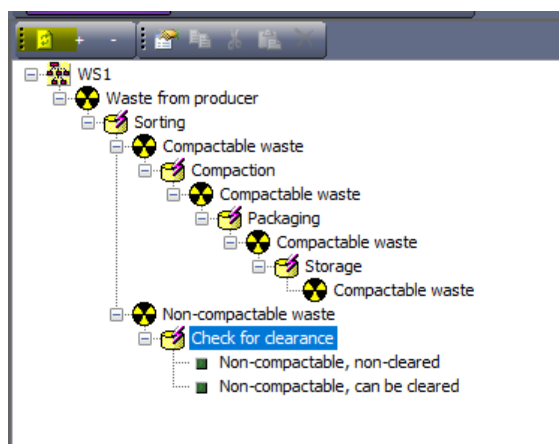 WS1
Waste from producer
Sorting
Compactable waste
Compaction
Compactable waste
Packaging
Compactable waste
Storage
Compactable waste
Non-compactable waste
Check for clearance
Non-compactable, non-cleared
Non-compactable, can be cleared